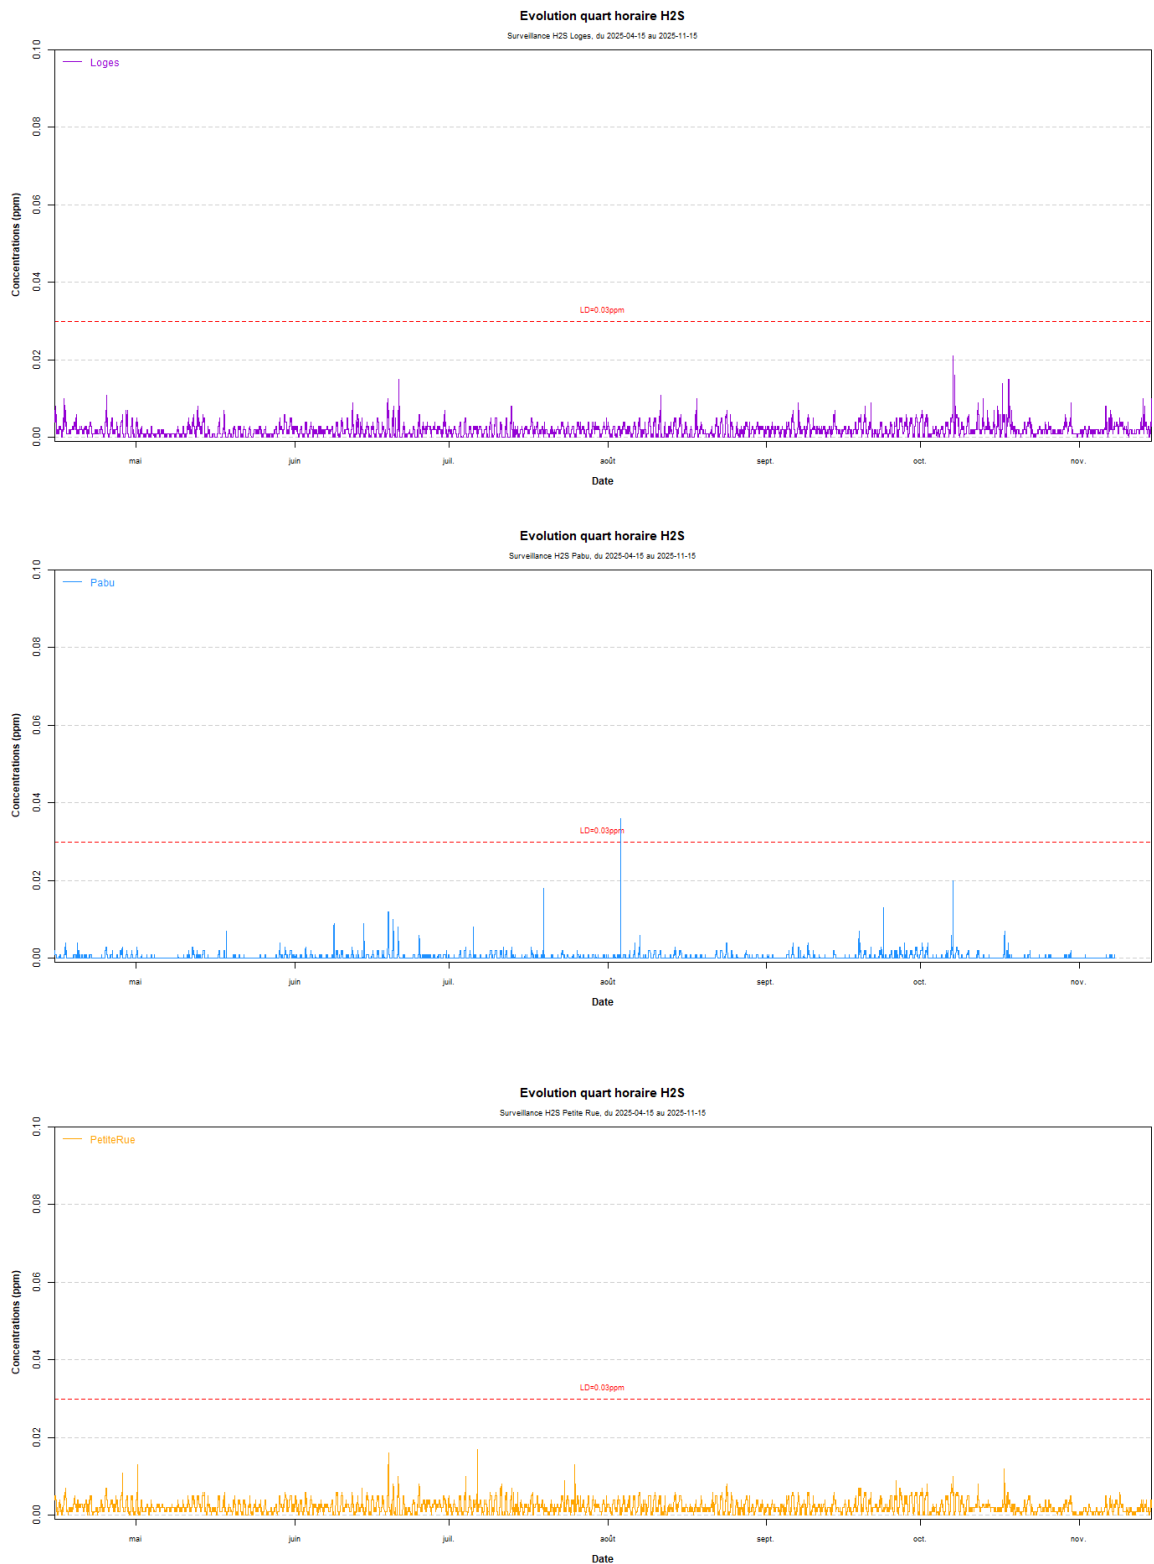 Evolution quart horaire H2S
Surveillance H2S Loges, du 2025-04-15 au 2025-11-15
Loges
Concentrations (ppm)
0.10
0.08
0.06
0.04
0.02
0.00
LD=0.03ppm
mai juin juil. août sept. oct. nov.
Date
Evolution quart horaire H2S
Surveillance H2S Pabu, du 2025-04-15 au 2025-11-15
Pabu
Concentrations (ppm)
0.10
0.08
0.06
0.04
0.02
0.00
LD=0.03ppm
mai juin juil. août sept. oct. nov.
Date
Evolution quart horaire H2S
Surveillance H2S Petite Rue, du 2025-04-15 au 2025-11-15
PetiteRue
Concentrations (ppm)
0.10
0.08
0.06
0.04
0.02
0.00
LD=0.03ppm
mai juin juil. août sept. oct. nov.
Date